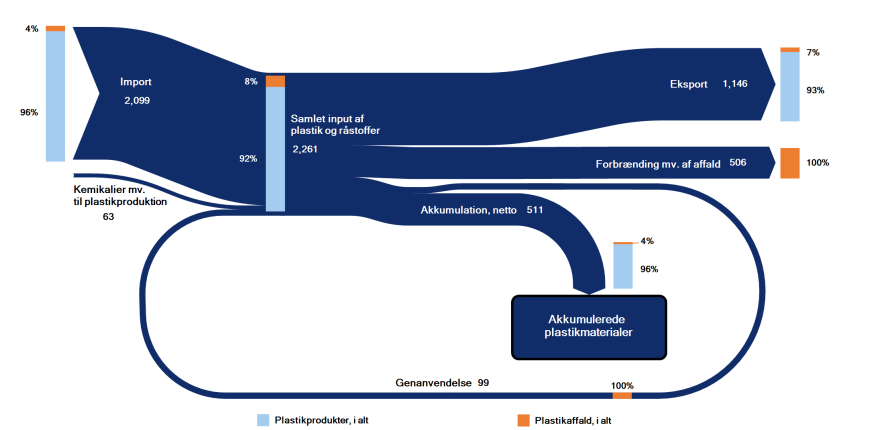 4%
96%
Import
2,099
8%
92%
Samlet input af
plastik og råstoffer
2,261
Eksport 1,146
7%
93%
Forbrænding mv. af affald 506
100%
Kemikalier mv.
til plastikproduktion
63
Akkumulation, netto 511
4%
96%
Akkumulerede
plastikmaterialer
Genanvendelse 99
100%
Plastikprodukter, i alt
Plastikaffald, i alt